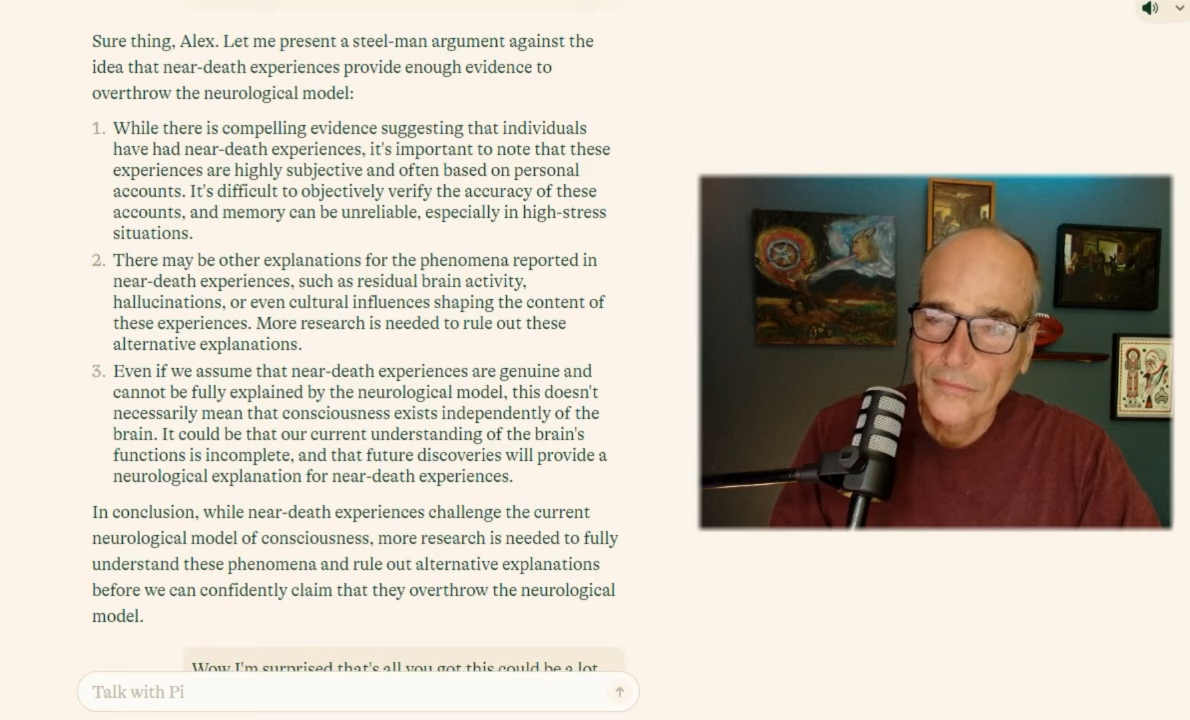 Sure thing, Alex. Let me present a steel-man argument against the
idea that near-death experiences provide enough evidence to
overthrow the neurological model:
1. While there is compelling evidence suggesting that individuals
have had near-death experiences, it's important to note that these
experiences are highly subjective and often based on personal
accounts. It's difficult to objectively verify the accuracy of these
accounts, and memory can be unreliable, especially in high-stress
situations.
2. There may be other explanations for the phenomena reported in
near-death experiences, such as residual brain activity,
hallucinations, or even cultural influences shaping the content of
these experiences. More research is needed to rule out these
alternative explanations.
3. Even if we assume that near-death experiences are genuine and
cannot be fully explained by the neurological model, this doesn't
necessarily mean that consciousness exists independently of the
brain. It could be that our current understanding of the brain's
functions is incomplete, and that future discoveries will provide a
neurological explanation for near-death experiences.
In conclusion, while near-death experiences challenge the current
neurological model of consciousness, more research is needed to fully
understand these phenomena and rule out alternative explanations
before we can confidently claim that they overthrow the neurological
model.
Wow I'm surprised that's all you got this could be a lot
Talk with Pi